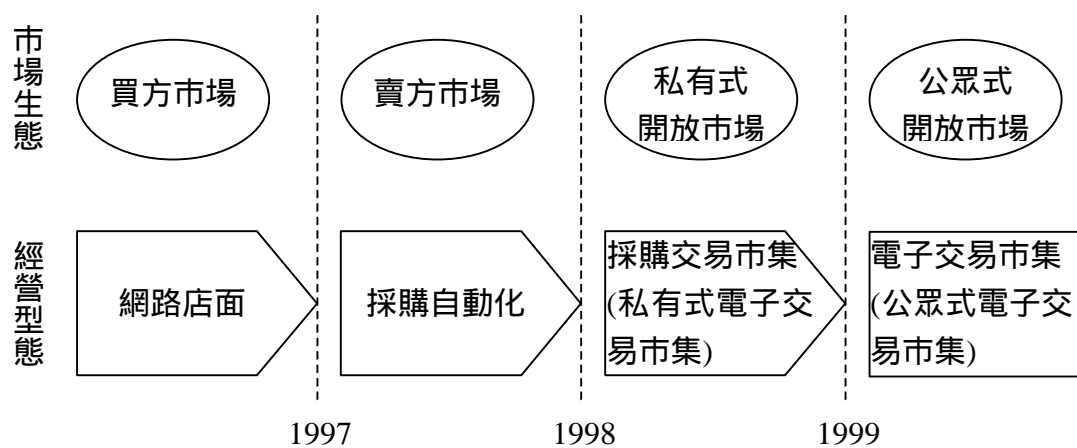 市場生態
買方市場
賣方市場
私有式
開放市場
公眾式
開放市場
經營型態
網路店面
採購自動化
採購交易市集
(私有式電子交
易市集)
電子交易市集
(公眾式電子交
易市集)
1997
1998
1999